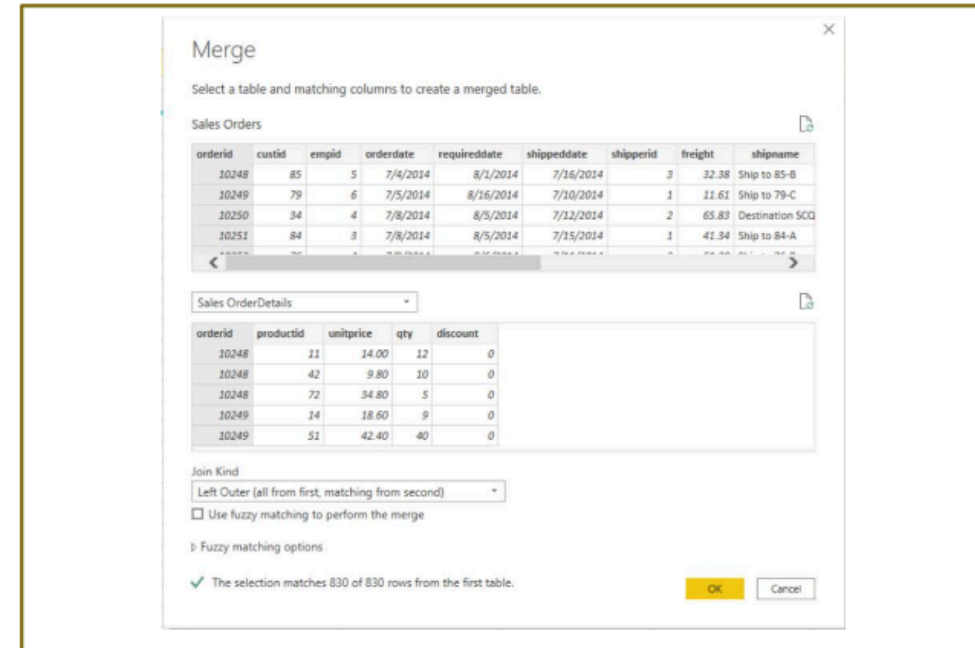 Merge
Select a table and matching columns to create a merged table.
Sales Orders
orderid custid empid orderdate requireddate shippeddate shipperid freight shipname
10248 85 5 7/4/2014 8/1/2014 7/16/2014 3 32.38 Ship to 85-B
10249 79 6 7/5/2014 8/16/2014 7/10/2014 1 11.61 Ship to 79-C
10250 34 4 7/8/2014 8/5/2014 7/12/2014 2 65.83 Destination SCQ
10251 84 3 7/8/2014 8/5/2014 7/15/2014 1 41.34 Ship to 84-A
Sales OrderDetails
orderid productid unitprice qty discount
10248 11 14.00 12 0
10248 42 9.80 10 0
10248 72 34.80 5 0
10249 14 18.60 9 0
10249 51 42.40 40 0
Join Kind
Left Outer (all from first, matching from second)
Use fuzzy matching to perform the merge
Fuzzy matching options
The selection matches 830 of 830 rows from the first table.
OK Cancel